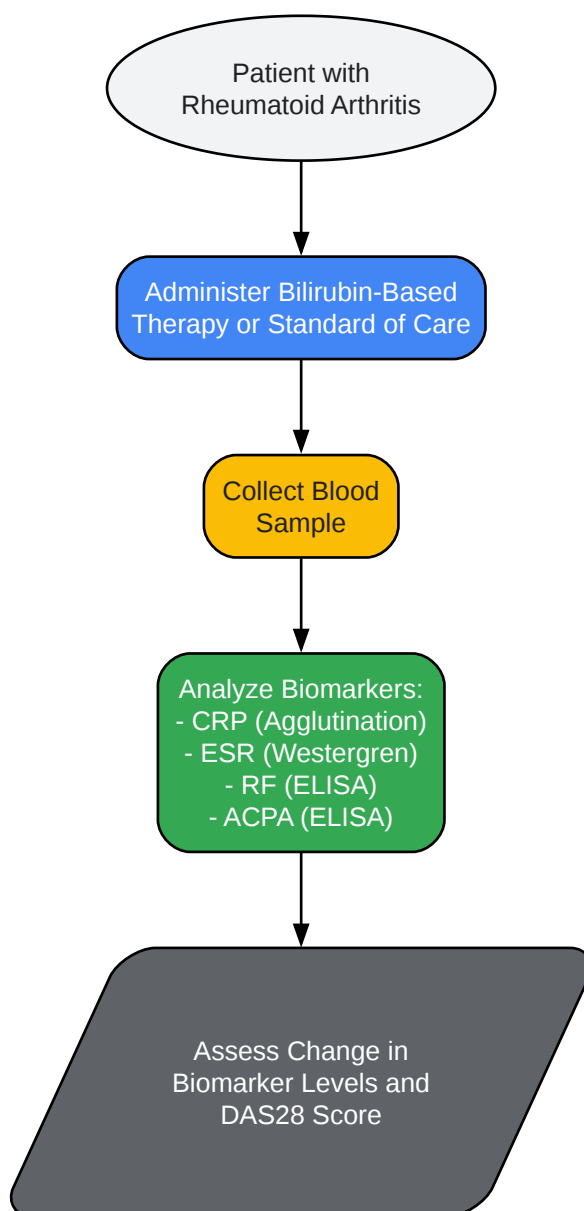 Patient with
Rheumatoid Arthritis
Administer Bilirubin-Based
Therapy or Standard of Care
Collect Blood
Sample
Analyze Biomarkers:
- CRP (Agglutination)
- ESR (Westergren)
- RF (ELISA)
- ACPA (ELISA)
Assess Change in
Biomarker Levels and
DAS28 Score